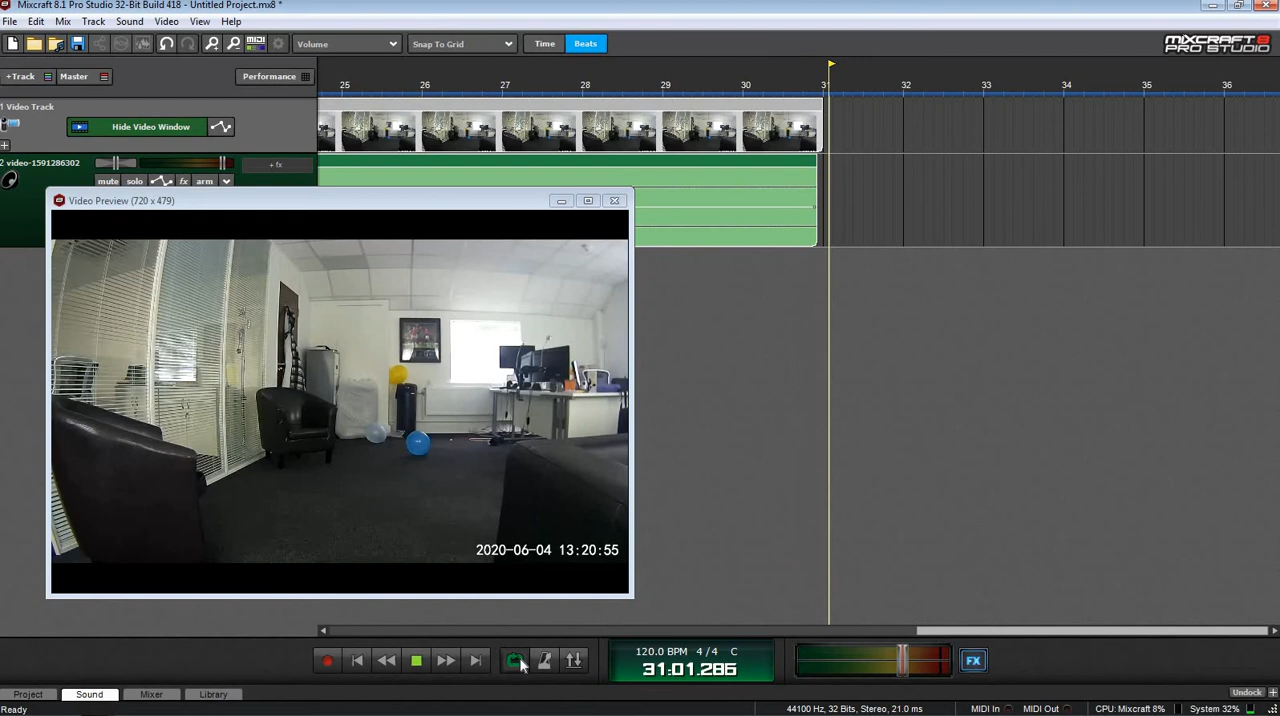 Mixcraft 8.1 Pro Studio 32-Bit Build 418 - Untitled Project.mx8 *
File Edit Mix Track Sound Video View Help
Volume Snap To Grid Time Beats MIXCRAFT 8 PRO STUDIO
+Track Master Performance
25 26 27 28 29 30 31 32 33 34 35 36
1 Video Track
Hide Video Window
2 video-1591286302 + fx
mute solo fx arm
Video Preview (720 x 479)
2020-06-04 13:20:55
120.0 BPM 4/4 C
31:01.286
FX
Project Sound Mixer Library Undock
Ready 44100 Hz, 32 Bits, Stereo, 21.0 ms MIDI In MIDI Out CPU: Mixcraft 8% System 32%